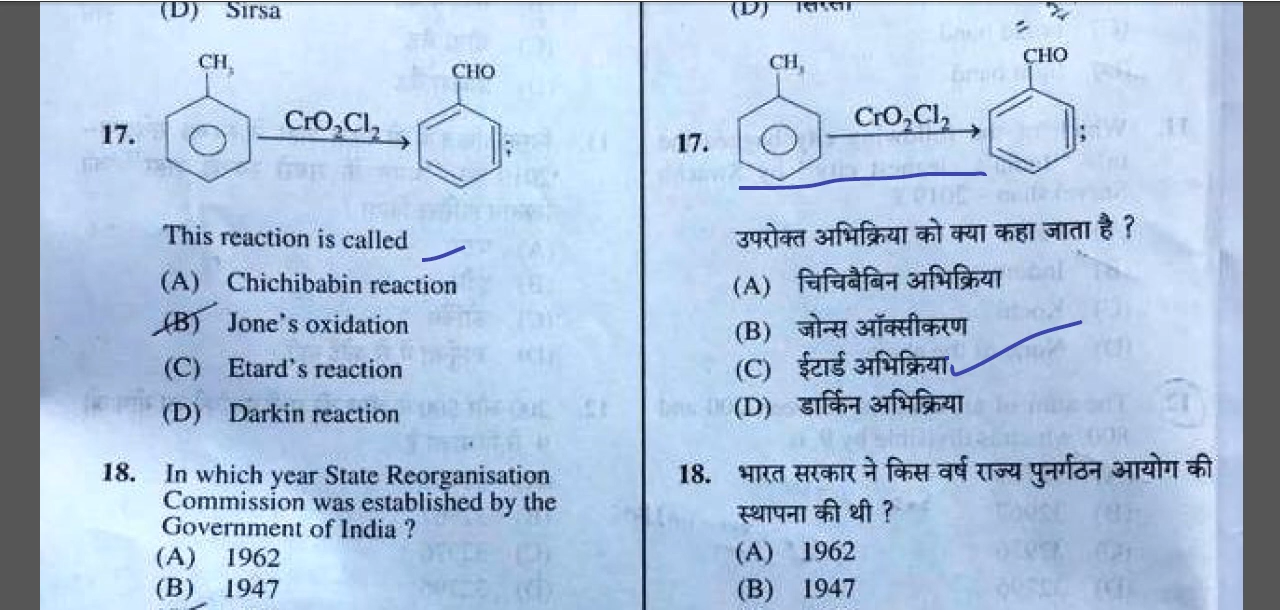 (D) Sirsa
17.
CH3
CrO2Cl2
CHO
;
This reaction is called
(A) Chichibabin reaction
(B) Jone's oxidation
(C) Etard's reaction
(D) Darkin reaction
18. In which year State Reorganisation
Commission was established by the
Government of India ?
(A) 1962
(B) 1947
(D) सिरसा
17.
CH3
CrO2Cl2
CHO
;
उपरोक्त अभिक्रिया को क्या कहा जाता है ?
(A) चिचिबैबिन अभिक्रिया
(B) जोन्स ऑक्सीकरण
(C) ईटार्ड अभिक्रिया
(D) डार्किन अभिक्रिया
18. भारत सरकार ने किस वर्ष राज्य पुनर्गठन आयोग की
स्थापना की थी ?
(A) 1962
(B) 1947